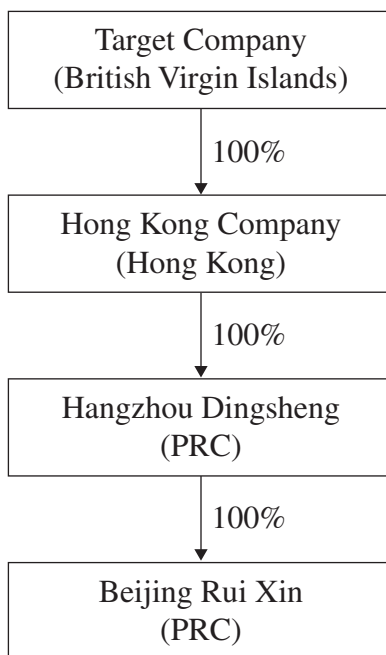 Target Company
(British Virgin Islands)
100%
Hong Kong Company
(Hong Kong)
100%
Hangzhou Dingsheng
(PRC)
100%
Beijing Rui Xin
(PRC)